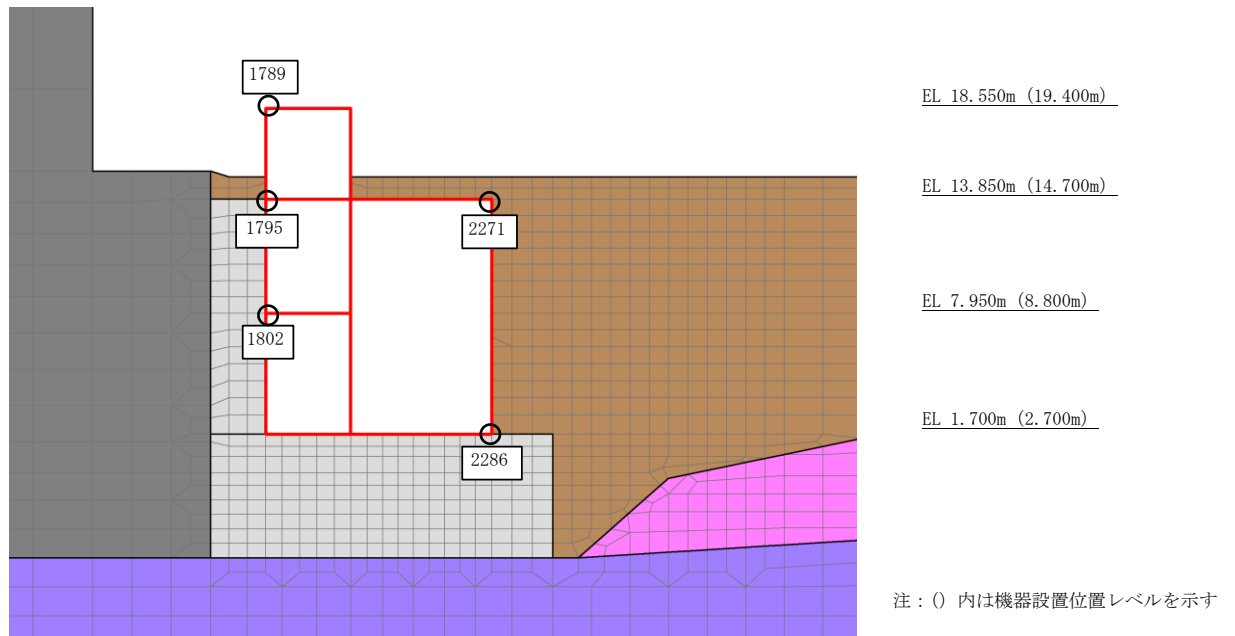 1789
EL 18.550m (19.400m)
EL 13.850m (14.700m)
1795
2271
EL 7.950m (8.800m)
1802
EL 1.700m (2.700m)
2286
注：() 内は機器設置位置レベルを示す